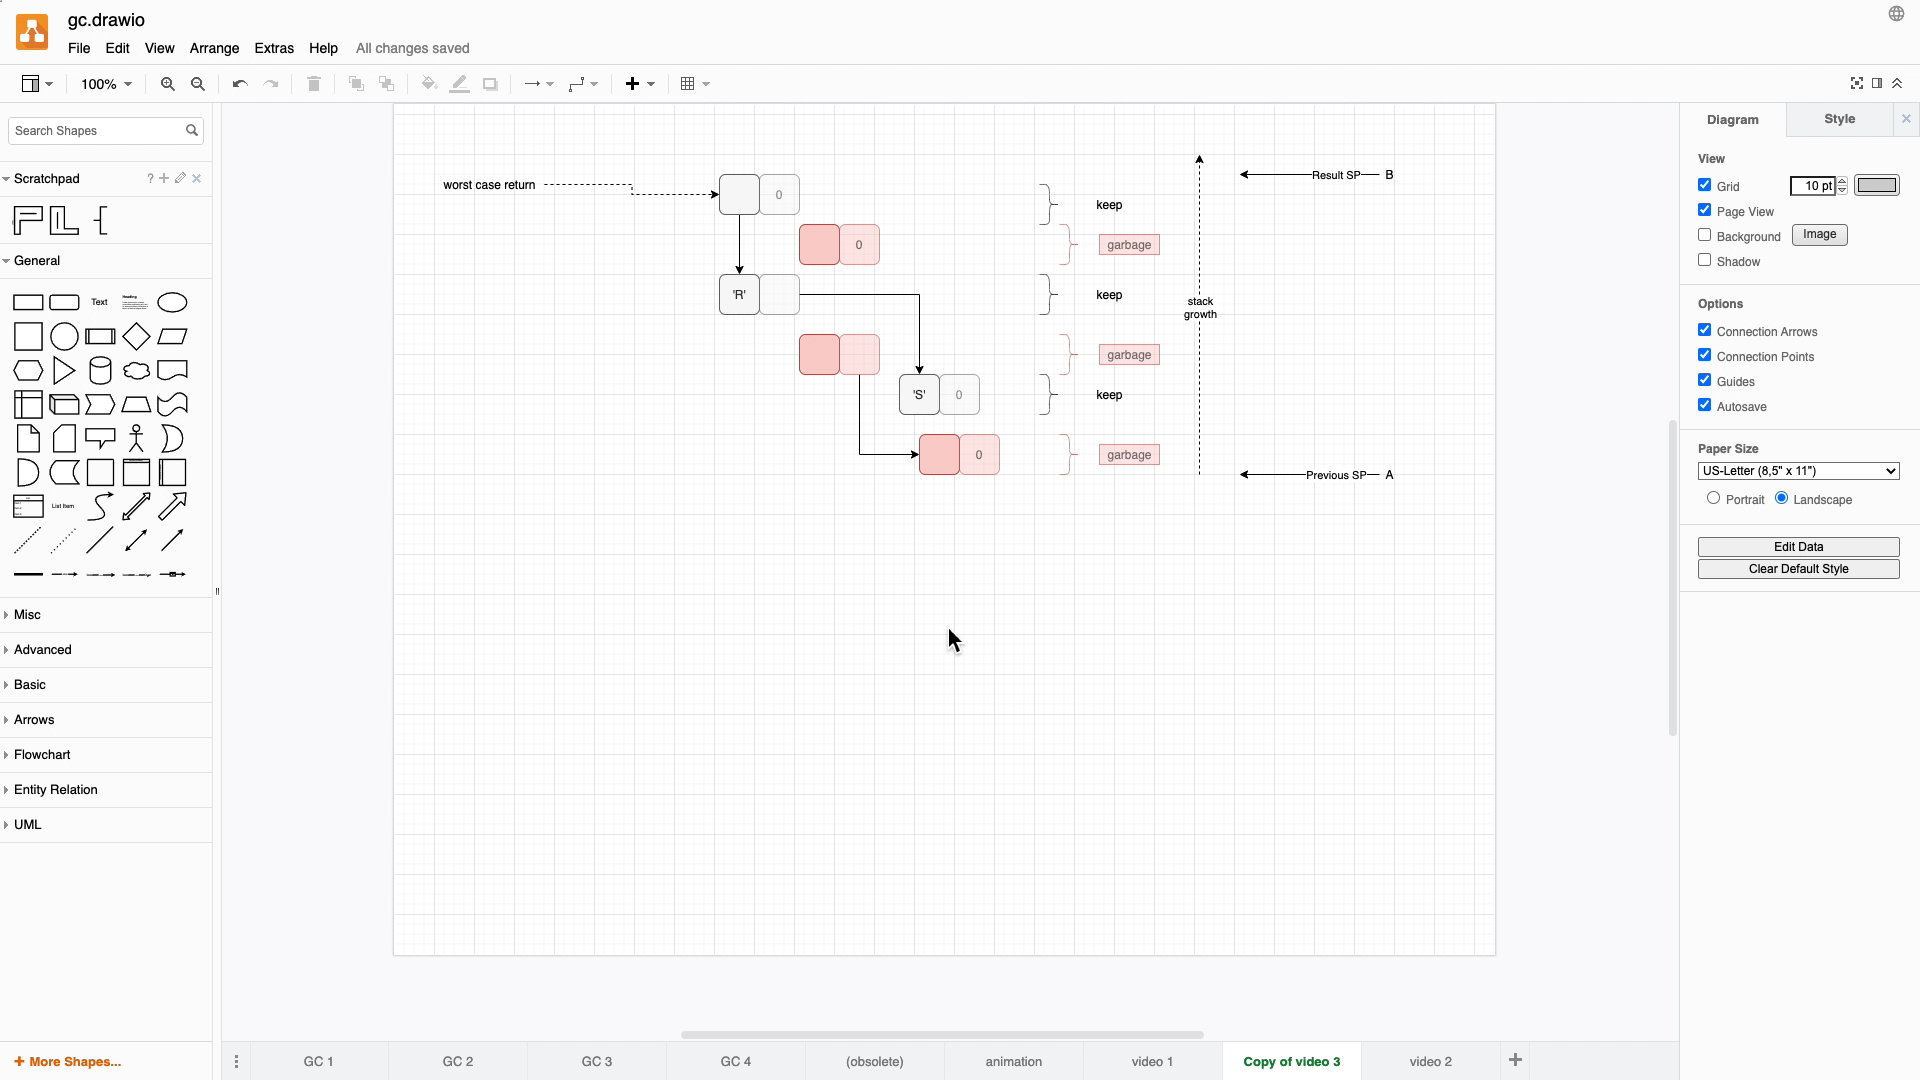 gc.drawio
File Edit View Arrange Extras Help All changes saved
100%
Search Shapes
Scratchpad
?
General
Text
Heading
List Item
Misc
Advanced
Basic
Arrows
Flowchart
Entity Relation
UML
+ More Shapes...
worst case return
0
0
'R'
'S' 0
0
keep
garbage
keep
garbage
keep
garbage
stack
growth
Result SP B
Previous SP A
GC 1 GC 2 GC 3 GC 4 (obsolete) animation video 1 Copy of video 3 video 2
Diagram Style
View
Grid 10 pt
Page View
Background Image
Shadow
Options
Connection Arrows
Connection Points
Guides
Autosave
Paper Size
US-Letter (8,5" x 11")
Portrait Landscape
Edit Data
Clear Default Style